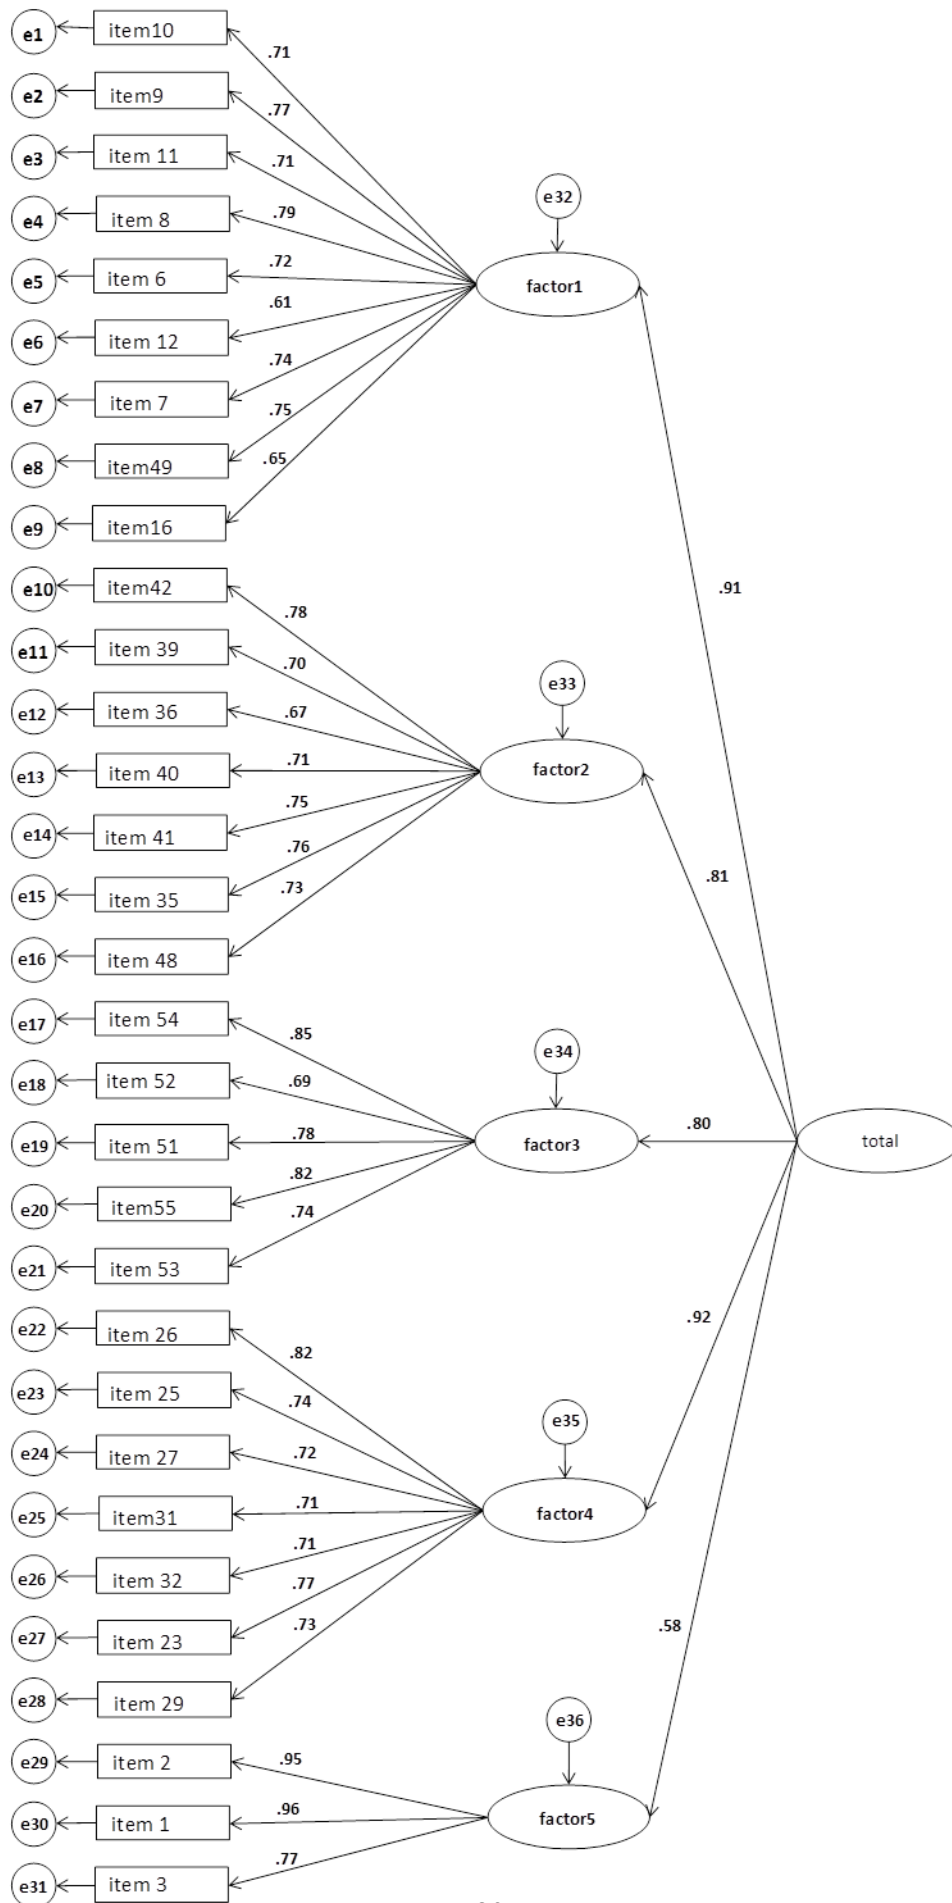 e1 item10
.71
e2 item9
.77
e3 item 11
.71
e32
e4 item 8
.79
e5 item 6
.72
factor1
.61
e6 item 12
.74
e7 item 7
.75
e8 item49
.65
e9 item16
e10 item42
.91
.78
e11 item 39
.70
e33
e12 item 36
.67
e13 item 40
.71
factor2
e14 item 41
.75
.76
.81
e15 item 35
.73
e16 item 48
e17 item 54
.85
e34
e18 item 52
.69
e19 item 51
.78
factor3
.80
total
e20 item55
.82
.74
e21 item 53
e22 item 26
.92
.82
e23 item 25
.74
e35
e24 item 27
.72
e25 item31
.71
factor4
e26 item 32
.71
.77
e27 item 23
.73
.58
e28 item 29
e36
e29 item 2
.95
e30 item 1
.96
factor5
.77
e31 item 3